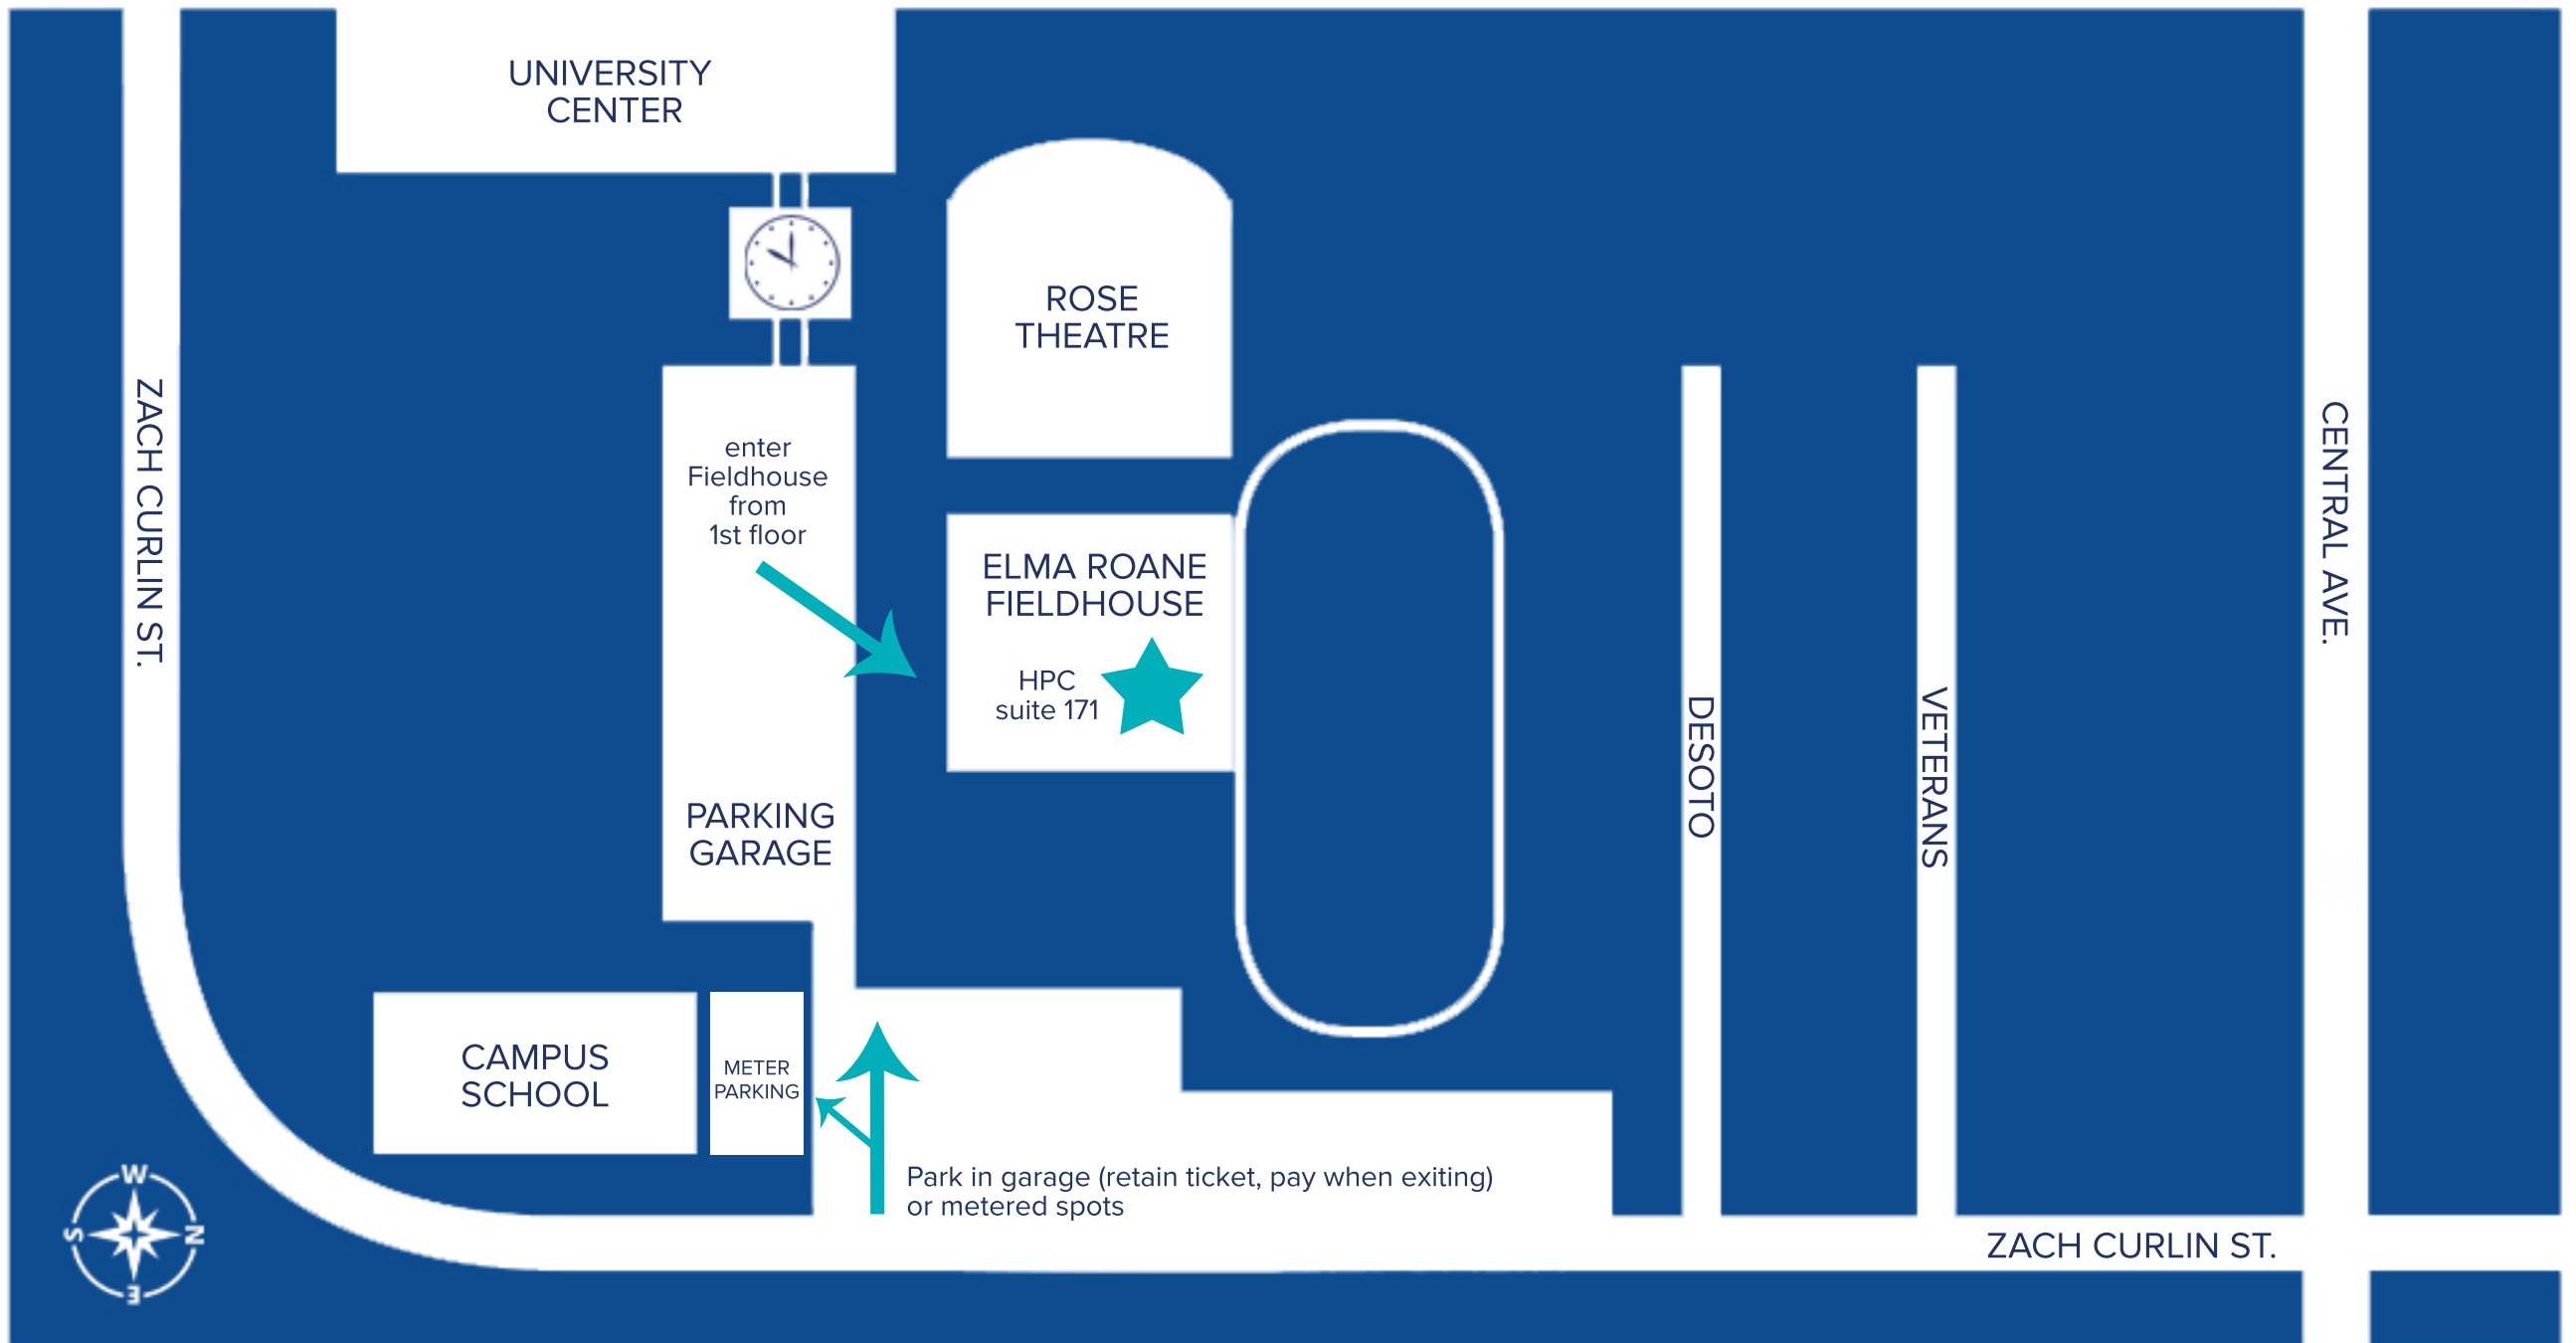 UNIVERSITY
CENTER
ROSE
THEATRE
ZACH CURLIN ST.
CENTRAL AVE.
enter
Fieldhouse
from
1st floor
ELMA ROANE
FIELDHOUSE
HPC
suite 171
DESOTO
VETERANS
PARKING
GARAGE
CAMPUS
SCHOOL
METER
PARKING
Park in garage (retain ticket, pay when exiting)
or metered spots
W
S
N
E
ZACH CURLIN ST.